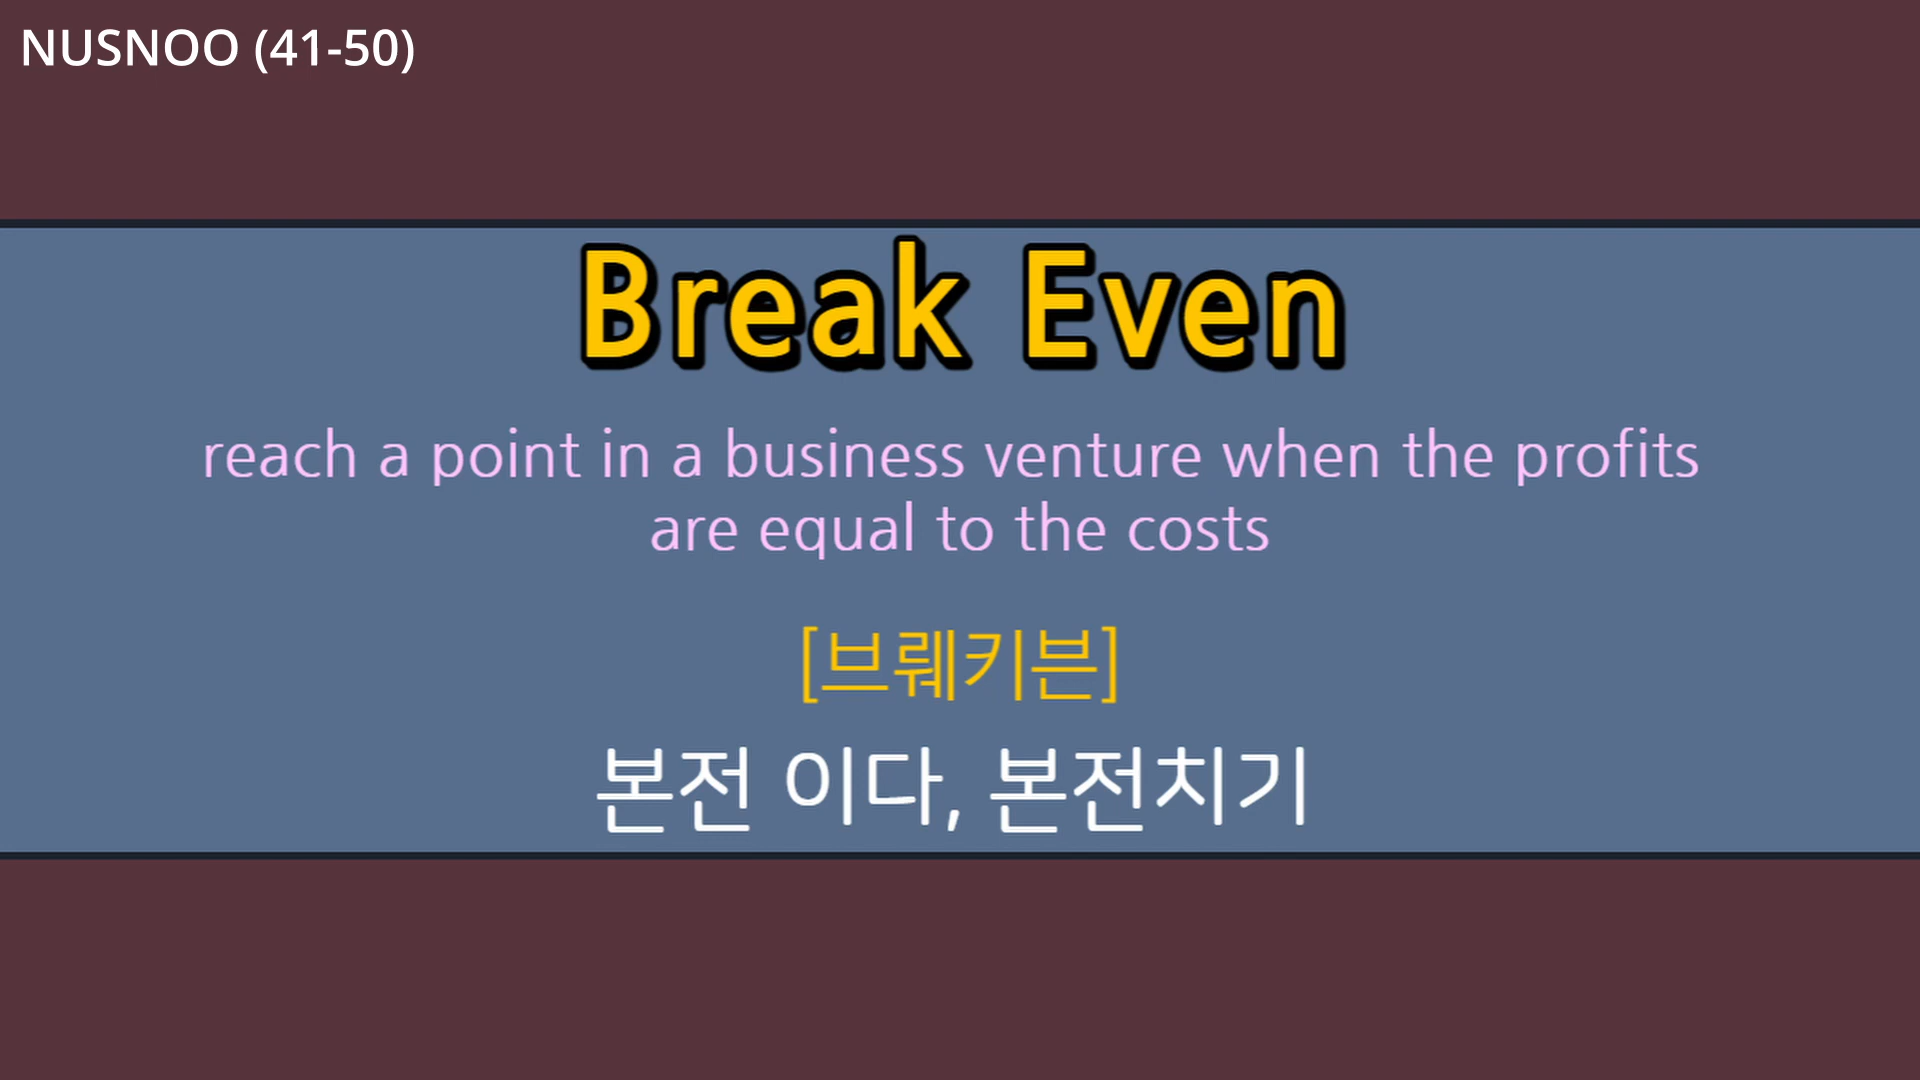 NUSNOO (41-50)
Break Even
reach a point in a business venture when the profits
are equal to the costs
[브뤠키븐]
본전 이다, 본전치기